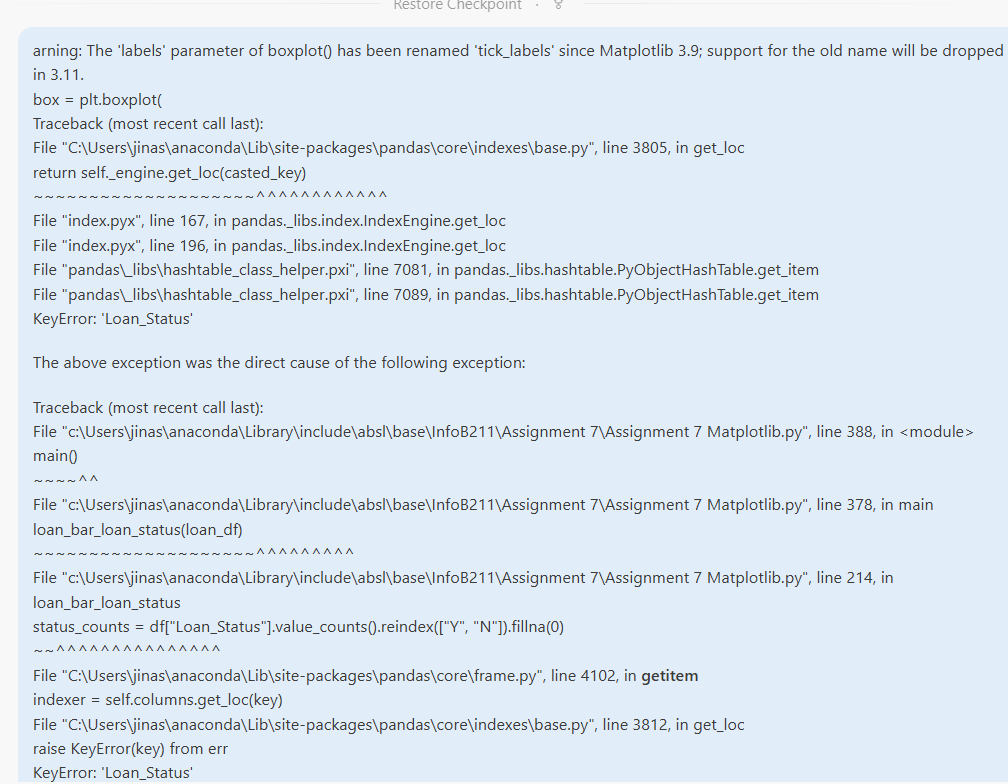 Restore Checkpoint ·
arning: The 'labels' parameter of boxplot() has been renamed 'tick_labels' since Matplotlib 3.9; support for the old name will be dropped
in 3.11.
box = plt.boxplot(
Traceback (most recent call last):
File "C:\Users\jinas\anaconda\Lib\site-packages\pandas\core\indexes\base.py", line 3805, in get_loc
return self._engine.get_loc(casted_key)
~~~~~~~~~~~~~~~~~~~~^^^^^^^^^^^^
File "index.pyx", line 167, in pandas._libs.index.IndexEngine.get_loc
File "index.pyx", line 196, in pandas._libs.index.IndexEngine.get_loc
File "pandas\_libs\hashtable_class_helper.pxi", line 7081, in pandas._libs.hashtable.PyObjectHashTable.get_item
File "pandas\_libs\hashtable_class_helper.pxi", line 7089, in pandas._libs.hashtable.PyObjectHashTable.get_item
KeyError: 'Loan_Status'
The above exception was the direct cause of the following exception:
Traceback (most recent call last):
File "c:\Users\jinas\anaconda\Library\include\absl\base\InfoB211\Assignment 7\Assignment 7 Matplotlib.py", line 388, in <module>
main()
~~~~^^
File "c:\Users\jinas\anaconda\Library\include\absl\base\InfoB211\Assignment 7\Assignment 7 Matplotlib.py", line 378, in main
loan_bar_loan_status(loan_df)
~~~~~~~~~~~~~~~~~~~~^^^^^^^^^
File "c:\Users\jinas\anaconda\Library\include\absl\base\InfoB211\Assignment 7\Assignment 7 Matplotlib.py", line 214, in
loan_bar_loan_status
status_counts = df["Loan_Status"].value_counts().reindex(["Y", "N"]).fillna(0)
~~^^^^^^^^^^^^^^^
File "C:\Users\jinas\anaconda\Lib\site-packages\pandas\core\frame.py", line 4102, in getitem
indexer = self.columns.get_loc(key)
File "C:\Users\jinas\anaconda\Lib\site-packages\pandas\core\indexes\base.py", line 3812, in get_loc
raise KeyError(key) from err
KeyError: 'Loan_Status'